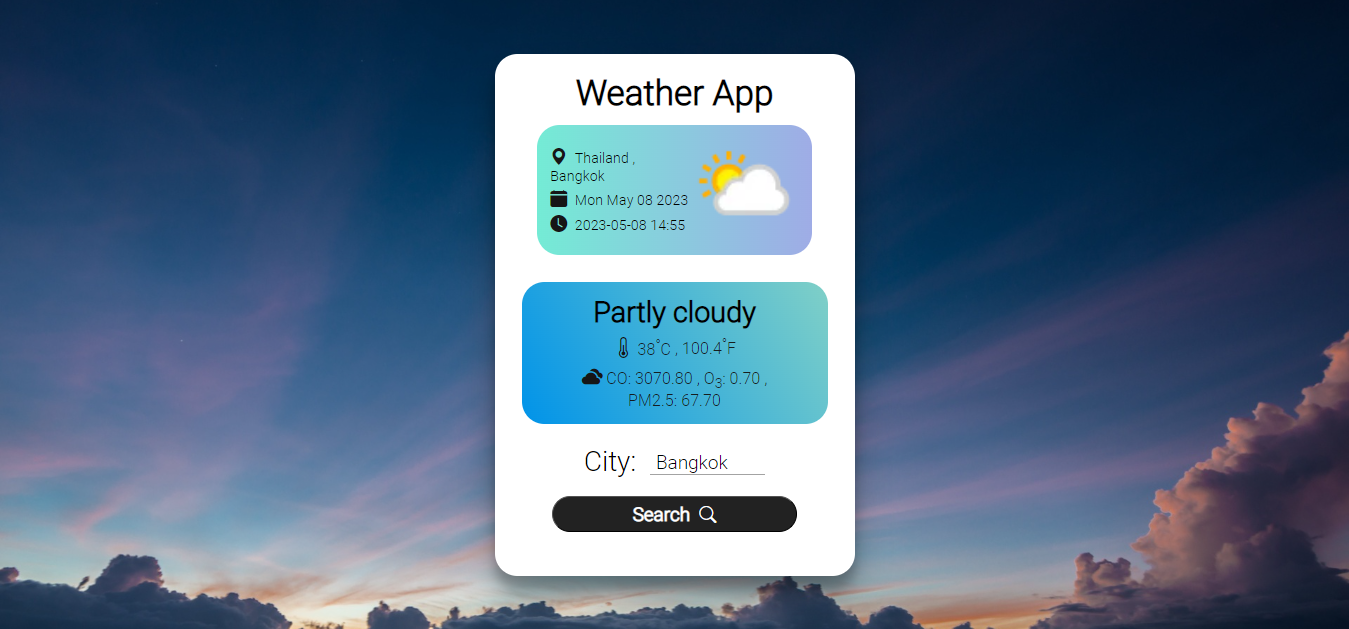 Weather App
Thailand ,
Bangkok
Mon May 08 2023
2023-05-08 14:55
Partly cloudy
38°C , 100.4°F
CO: 3070.80 , O₃: 0.70 ,
PM2.5: 67.70
City: Bangkok
Search